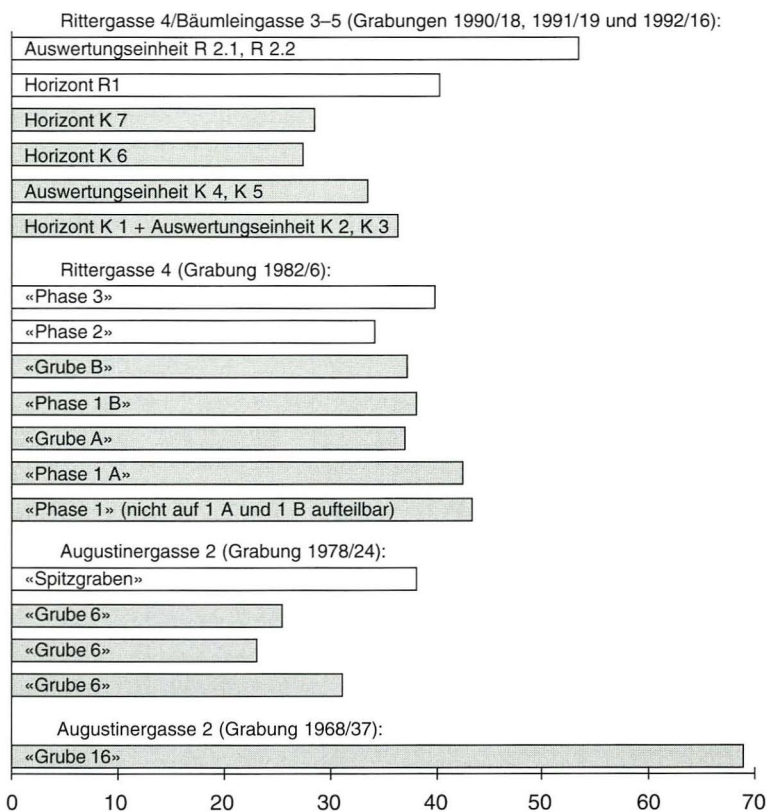 Rittergasse 4/Bäumleingasse 3–5 (Grabungen 1990/18, 1991/19 und 1992/16):
Auswertungseinheit R 2.1, R 2.2
Horizont R1
Horizont K 7
Horizont K 6
Auswertungseinheit K 4, K 5
Horizont K 1 + Auswertungseinheit K 2, K 3
Rittergasse 4 (Grabung 1982/6):
«Phase 3»
«Phase 2»
«Grube B»
«Phase 1 B»
«Grube A»
«Phase 1 A»
«Phase 1» (nicht auf 1 A und 1 B aufteilbar)
Augustinergasse 2 (Grabung 1978/24):
«Spitzgraben»
«Grube 6»
«Grube 6»
«Grube 6»
Augustinergasse 2 (Grabung 1968/37):
«Grube 16»
0 10 20 30 40 50 60 70